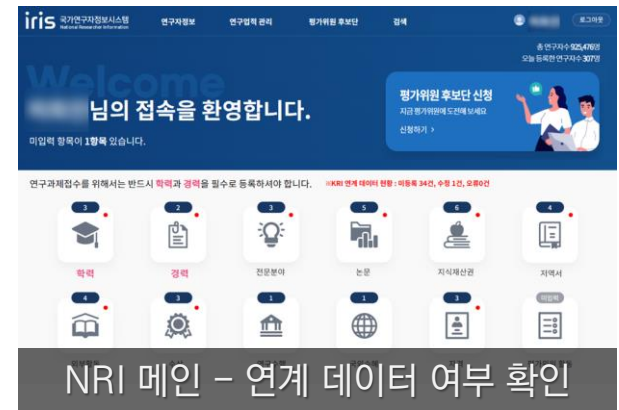 iris 국가연구자정보시스템
National Researcher Information
연구자정보 연구업적 관리 평가위원 후보단 검색
로그아웃
총 연구자수 925,476명
오늘 등록한 연구자수 307명
Welcome
님의 접속을 환영합니다.
미입력 항목이 1항목 있습니다.
평가위원 후보단 신청
지금 평가위원에 도전해 보세요
신청하기 >
연구과제접수를 위해서는 반드시 학력과 경력을 필수로 등록하셔야 합니다. ※KRI 연계 데이터 현황 : 미등록 34건, 수정 1건, 오류0건
3 2 3 5 6 4
학력 경력 전문분야 논문 지식재산권 저역서
4 3 1 1 3 미입력
NRI 메인 - 연계 데이터 여부 확인